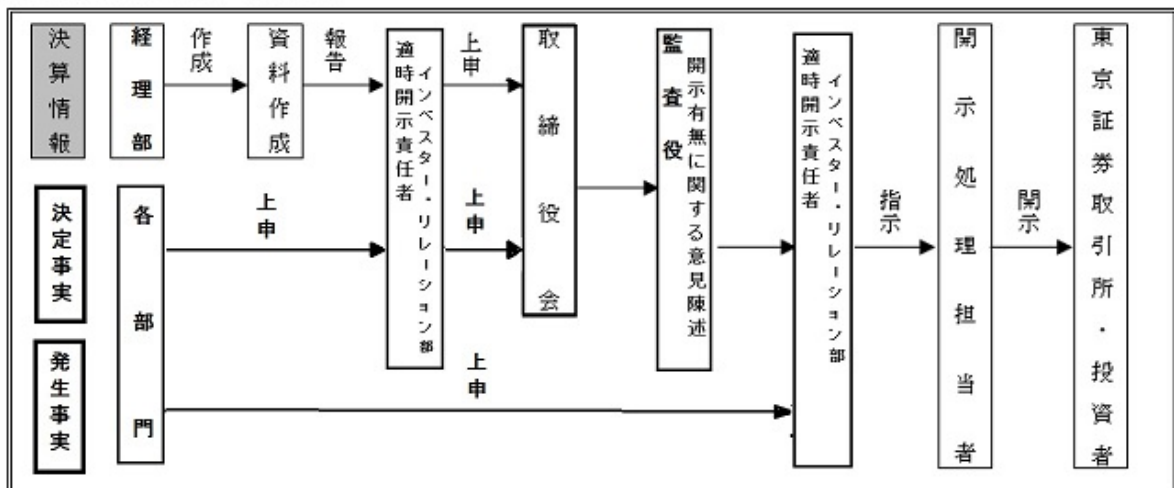 決算情報
経理部
作成
資料作成
報告
適時開示責任者
インベスター・リレーション部
上申
取締役会
監査役
開示有無に関する意見陳述
適時開示責任者
インベスター・リレーション部
指示
開示処理担当者
開示
東京証券取引所・投資者
決定事実
各部門
上申
上申
発生事実
上申